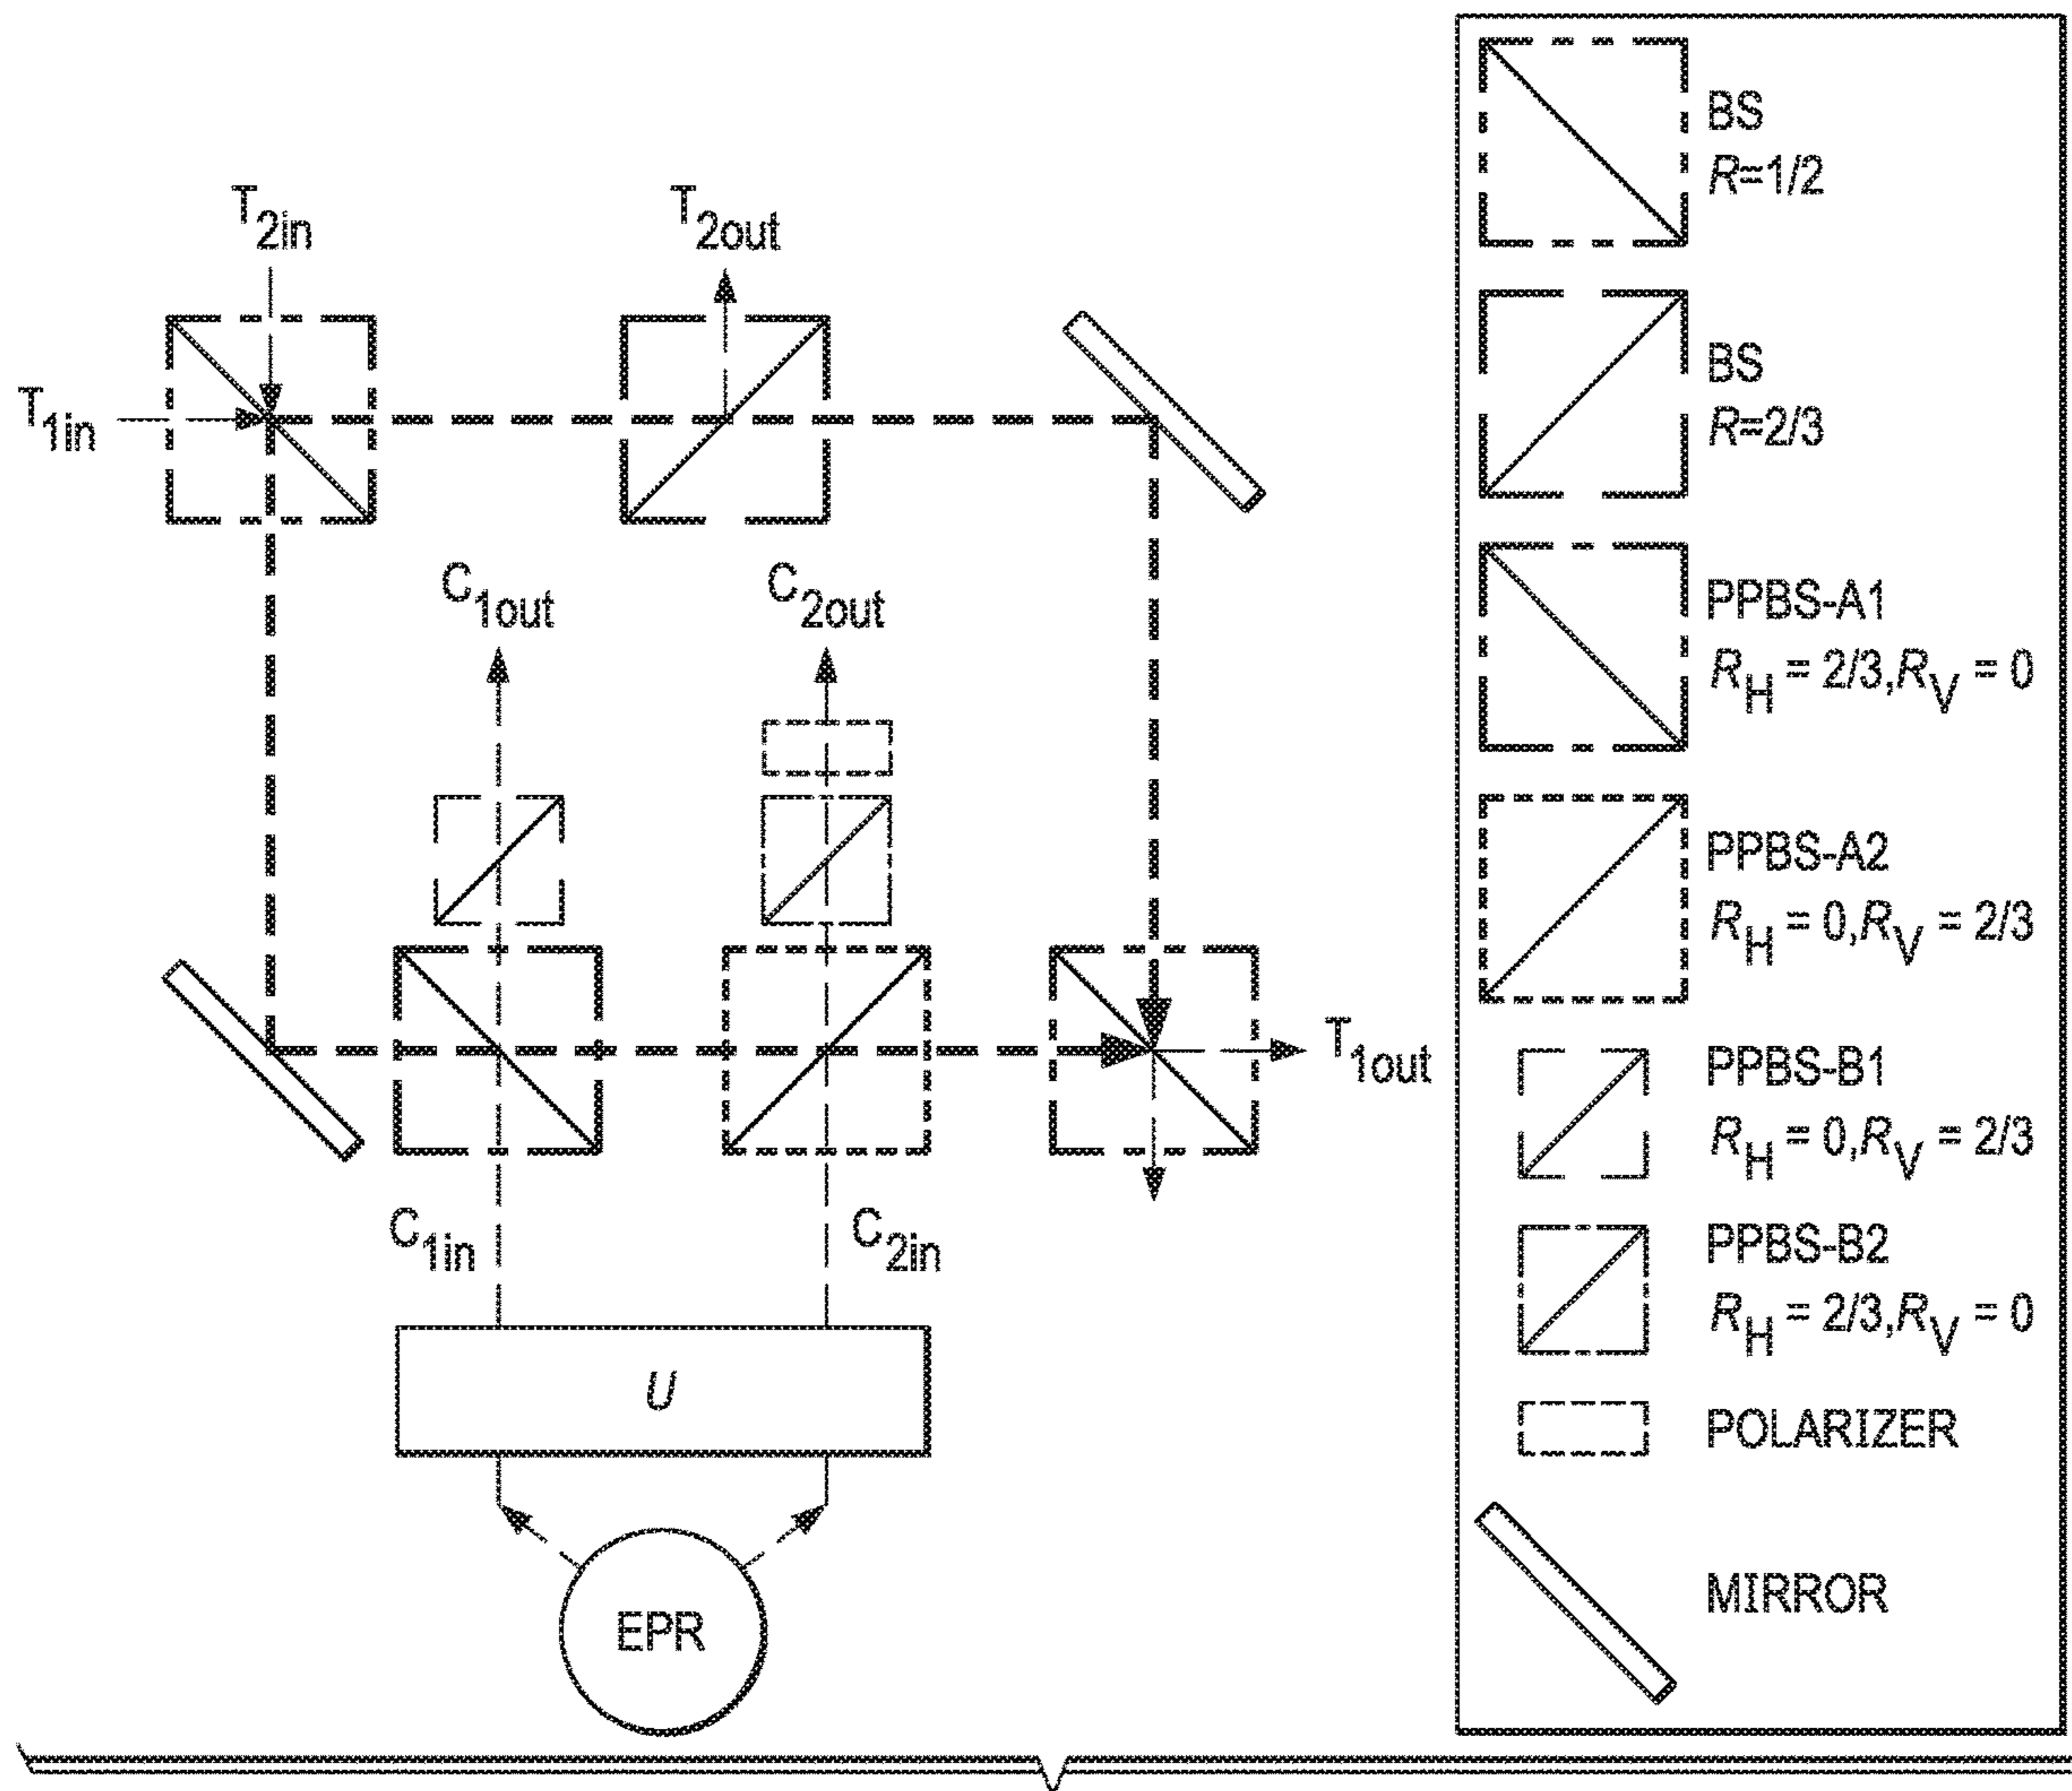 T2in
T2out
T1in
C1out
C2out
T1out
C1in
C2in
U
EPR
BS
R=1/2
BS
R=2/3
PPBS-A1
RH = 2/3,RV = 0
PPBS-A2
RH = 0,RV = 2/3
PPBS-B1
RH = 0,RV = 2/3
PPBS-B2
RH = 2/3,RV = 0
POLARIZER
MIRROR